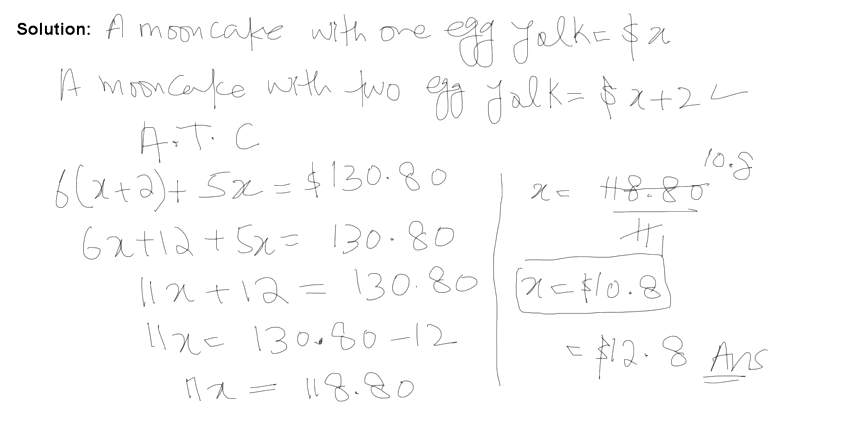 Solution: A mooncake with one egg yalk = $x
A mooncake with two egg yalk = $x+2
A.T.C
6(x+2)+5x = $130.80
6x+12+5x = 130.80
11x+12 = 130.80
11x = 130.80-12
11x = 118.80
10.8
x = 118.80
11
x = $10.8
= $12.8 Ans